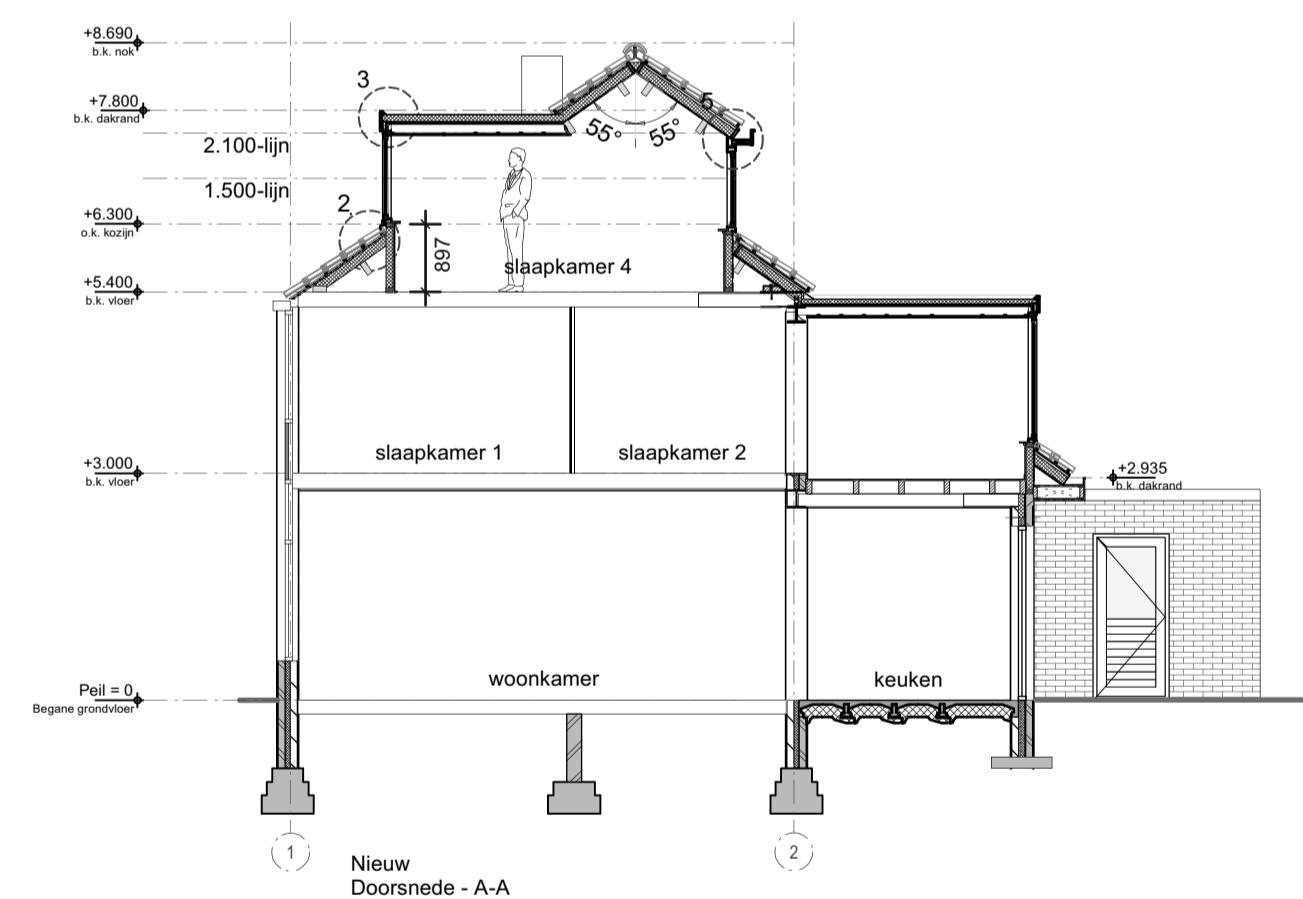 +8.690
b.k. nok
3
+7.800
b.k. dakrand
5
55°
55°
2.100-lijn
1.500-lijn
2
+6.300
o.k. kozijn
897
slaapkamer 4
+5.400
b.k. vloer
slaapkamer 1
slaapkamer 2
+3.000
b.k. vloer
+2.935
b.k. dakrand
woonkamer
keuken
Peil = 0
Begane grondvloer
1
2
Nieuw
Doorsnede - A-A